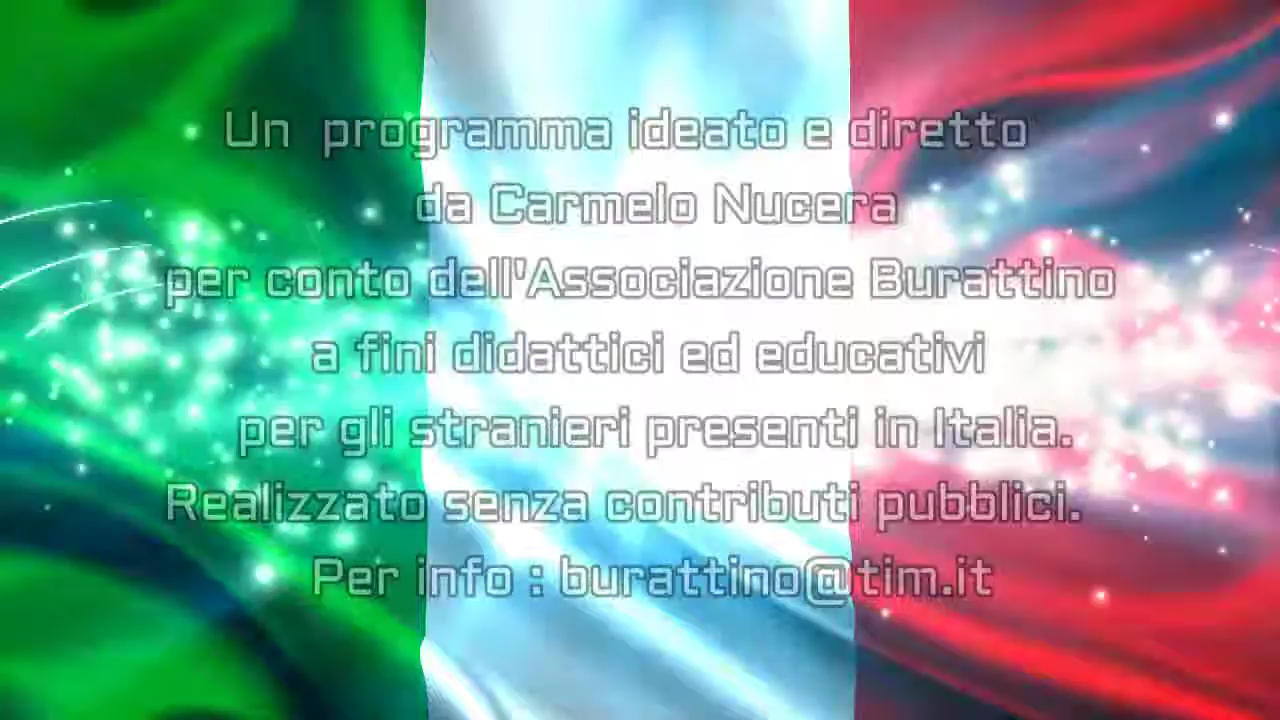 Un programma ideato e diretto
da Carmelo Nucera
per conto dell'Associazione Burattino
a fini didattici ed educativi
per gli stranieri presenti in Italia.
Realizzato senza contributi pubblici.
Per info : burattino@tim.it